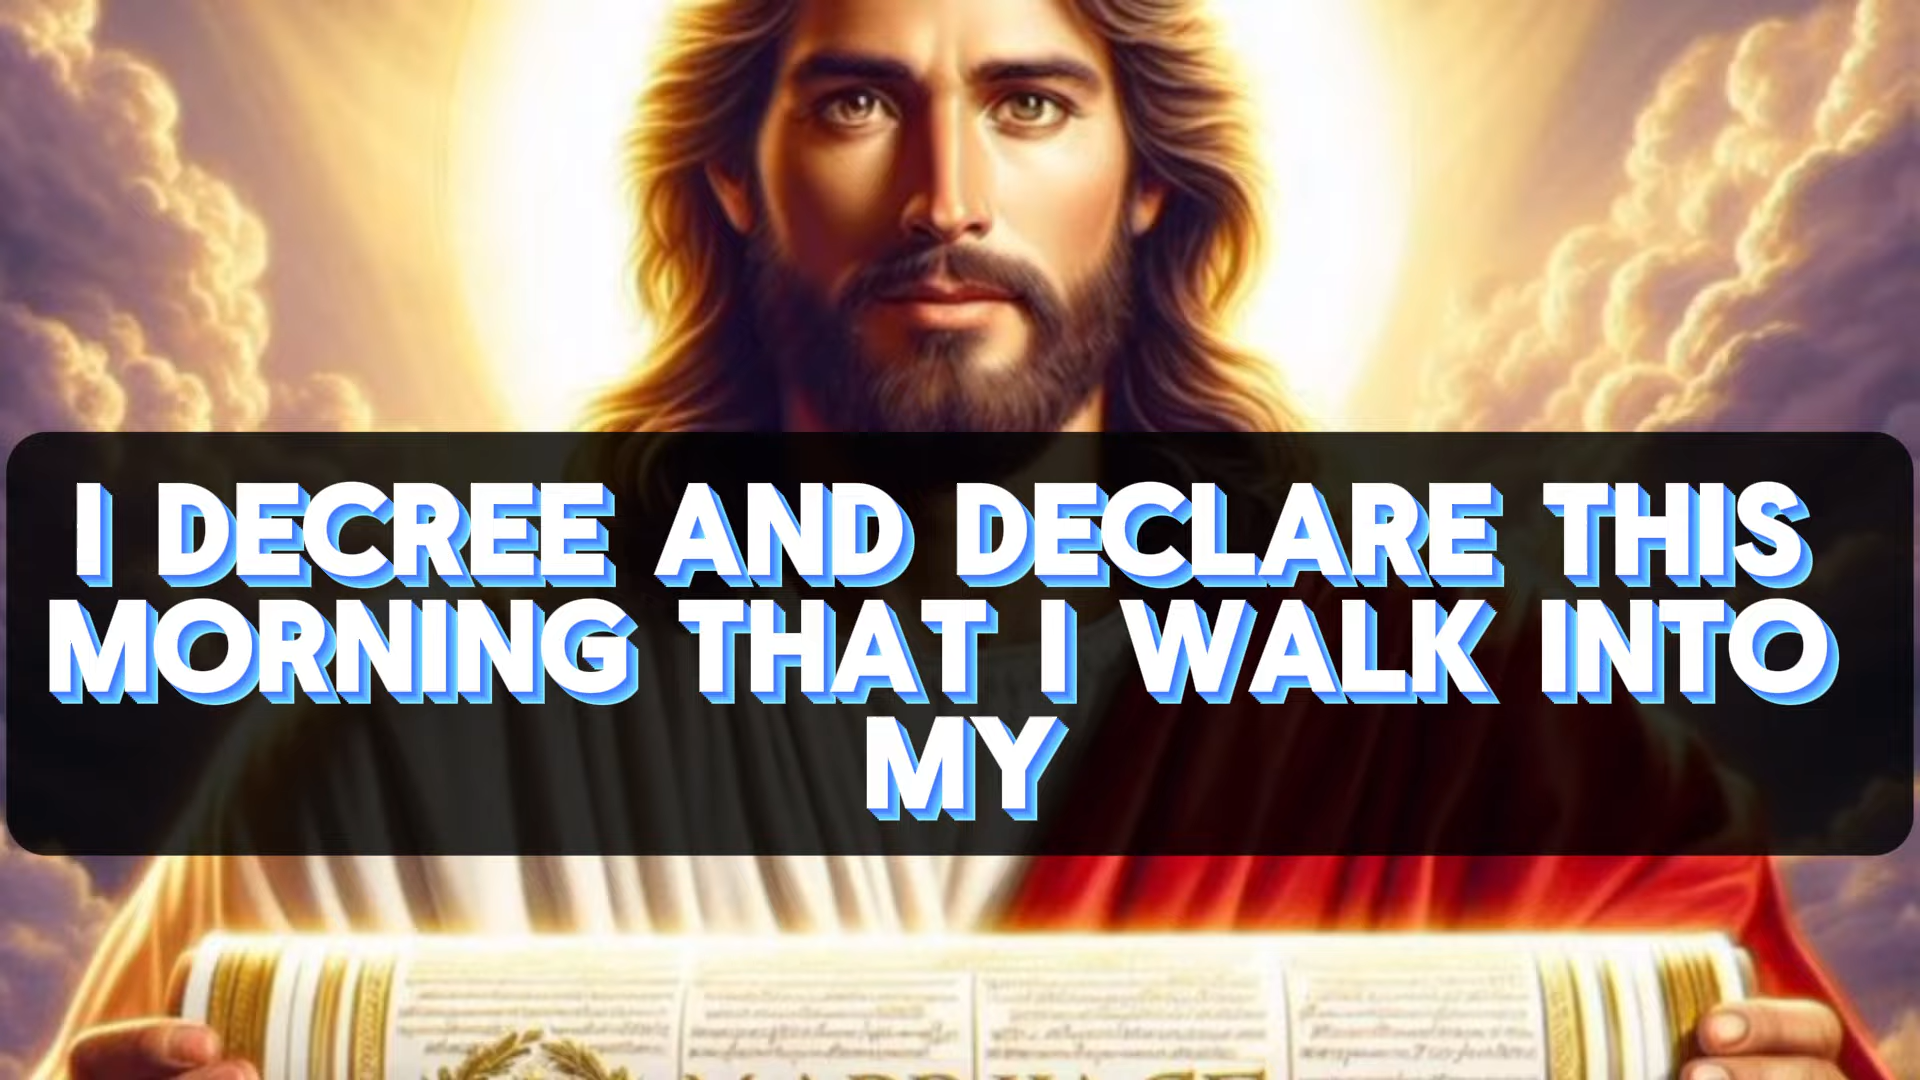 I DECREE AND DECLARE THIS
MORNING THAT I WALK INTO
MY